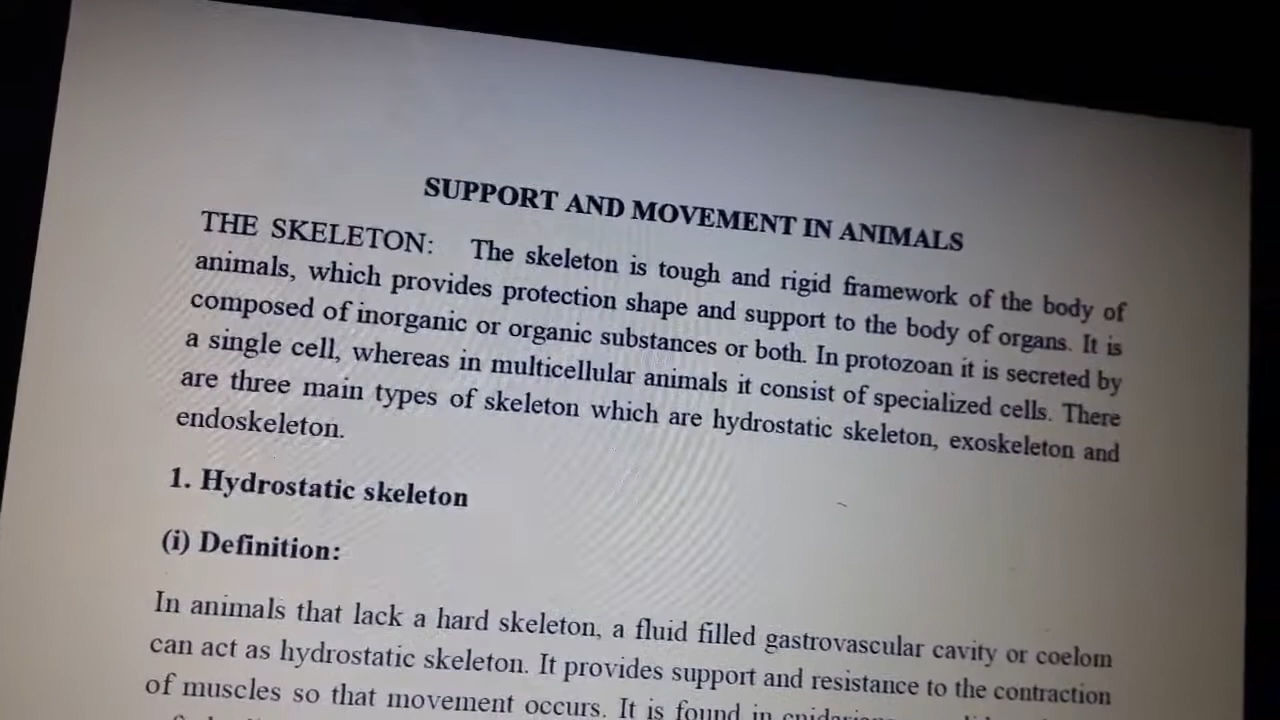 SUPPORT AND MOVEMENT IN ANIMALS
THE SKELETON: The skeleton is tough and rigid framework of the body of
animals, which provides protection shape and support to the body of organs. It is
composed of inorganic or organic substances or both. In protozoan it is secreted by
a single cell, whereas in multicellular animals it consist of specialized cells. There
are three main types of skeleton which are hydrostatic skeleton, exoskeleton and
endoskeleton.
1. Hydrostatic skeleton
(i) Definition:
In animals that lack a hard skeleton, a fluid filled gastrovascular cavity or coelom
can act as hydrostatic skeleton. It provides support and resistance to the contraction
of muscles so that movement occurs. It is found in